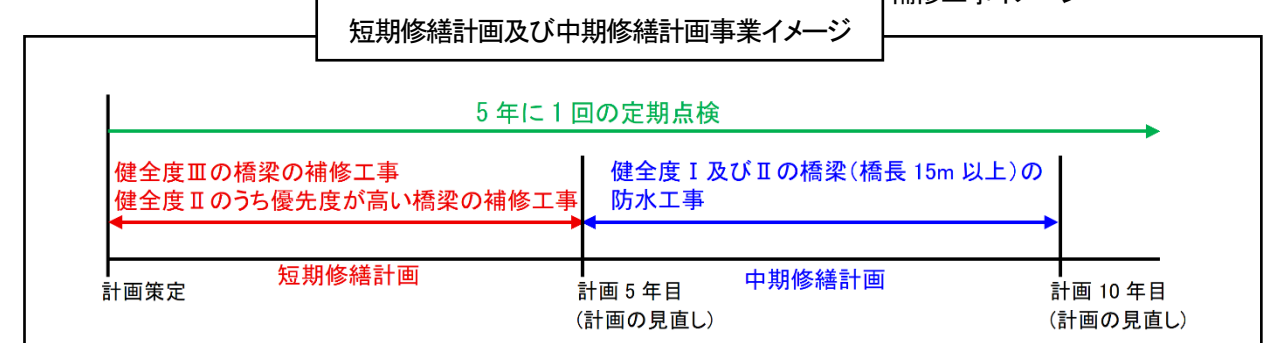 短期修繕計画及び中期修繕計画事業イメージ
5 年に 1 回の定期点検
健全度Ⅲの橋梁の補修工事
健全度Ⅱのうち優先度が高い橋梁の補修工事
健全度Ⅰ及びⅡの橋梁(橋長 15m 以上)の
防水工事
短期修繕計画
中期修繕計画
計画策定
計画 5 年目
(計画の見直し)
計画 10 年目
(計画の見直し)